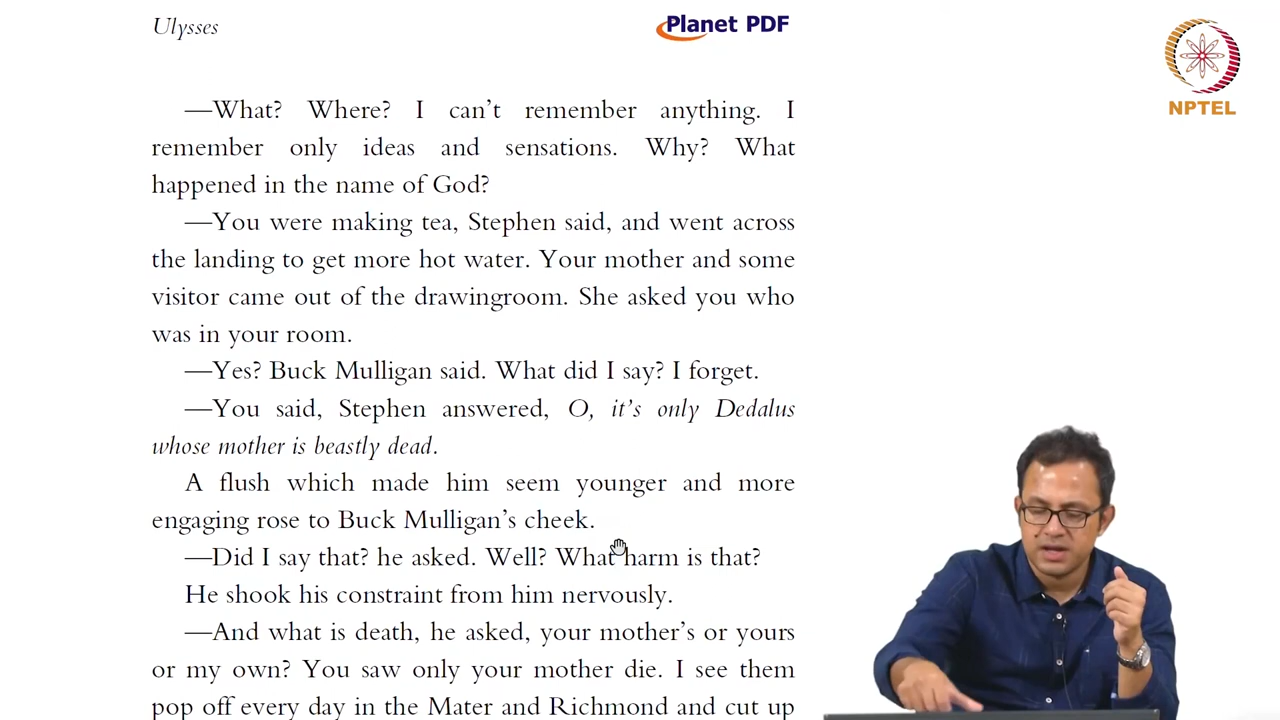 Ulysses
Planet PDF
NPTEL
—What? Where? I can’t remember anything. I
remember only ideas and sensations. Why? What
happened in the name of God?
—You were making tea, Stephen said, and went across
the landing to get more hot water. Your mother and some
visitor came out of the drawingroom. She asked you who
was in your room.
—Yes? Buck Mulligan said. What did I say? I forget.
—You said, Stephen answered, O, it’s only Dedalus
whose mother is beastly dead.
A flush which made him seem younger and more
engaging rose to Buck Mulligan’s cheek.
—Did I say that? he asked. Well? What harm is that?
He shook his constraint from him nervously.
—And what is death, he asked, your mother’s or yours
or my own? You saw only your mother die. I see them
pop off every day in the Mater and Richmond and cut up